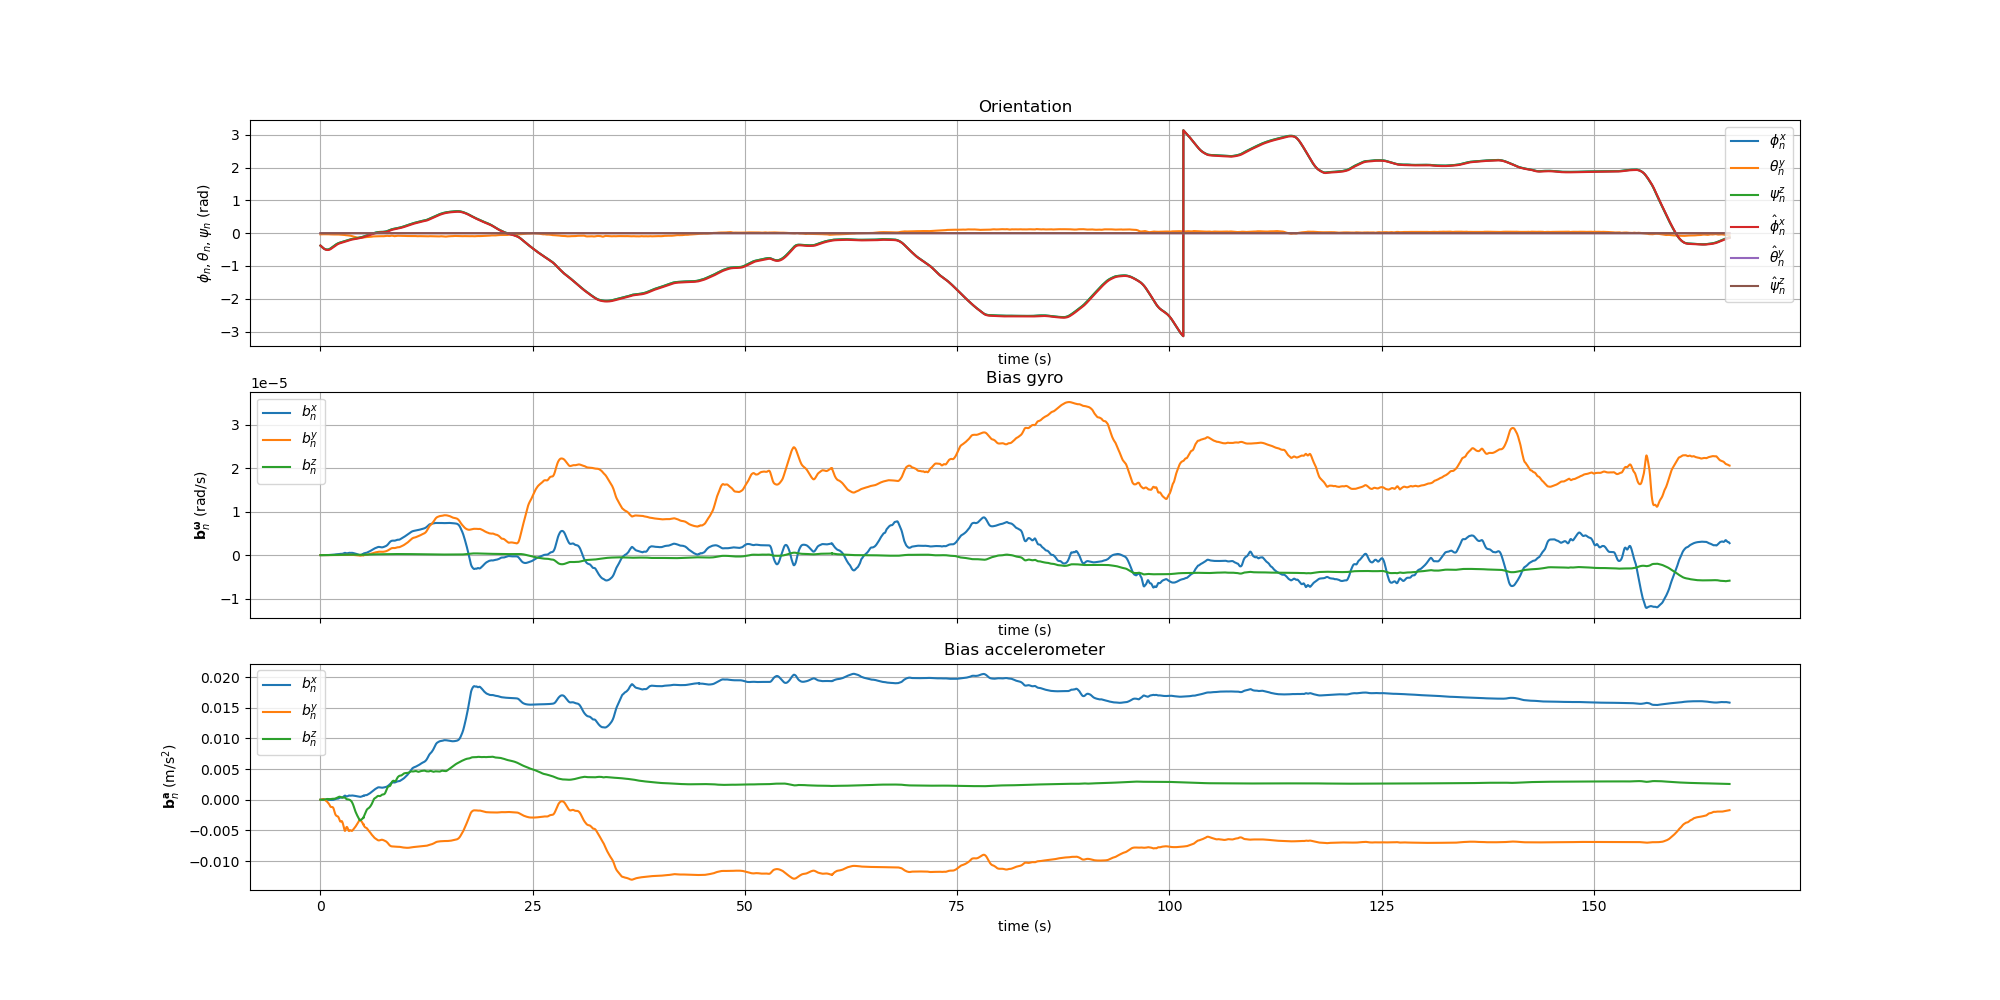 Orientation
3
2
1
0
−1
−2
−3
ϕₙ, θₙ, ψₙ (rad)
ϕₙˣ
θₙʸ
ψₙᶻ
ϕ̂ₙˣ
θ̂ₙʸ
ψ̂ₙᶻ
time (s)
Bias gyro
1e−5
3
2
1
0
−1
𝐛ₙ^𝛚 (rad/s)
bₙˣ
bₙʸ
bₙᶻ
time (s)
Bias accelerometer
0.020
0.015
0.010
0.005
0.000
−0.005
−0.010
𝐛ₙ^𝐚 (m/s²)
bₙˣ
bₙʸ
bₙᶻ
0 25 50 75 100 125 150
time (s)